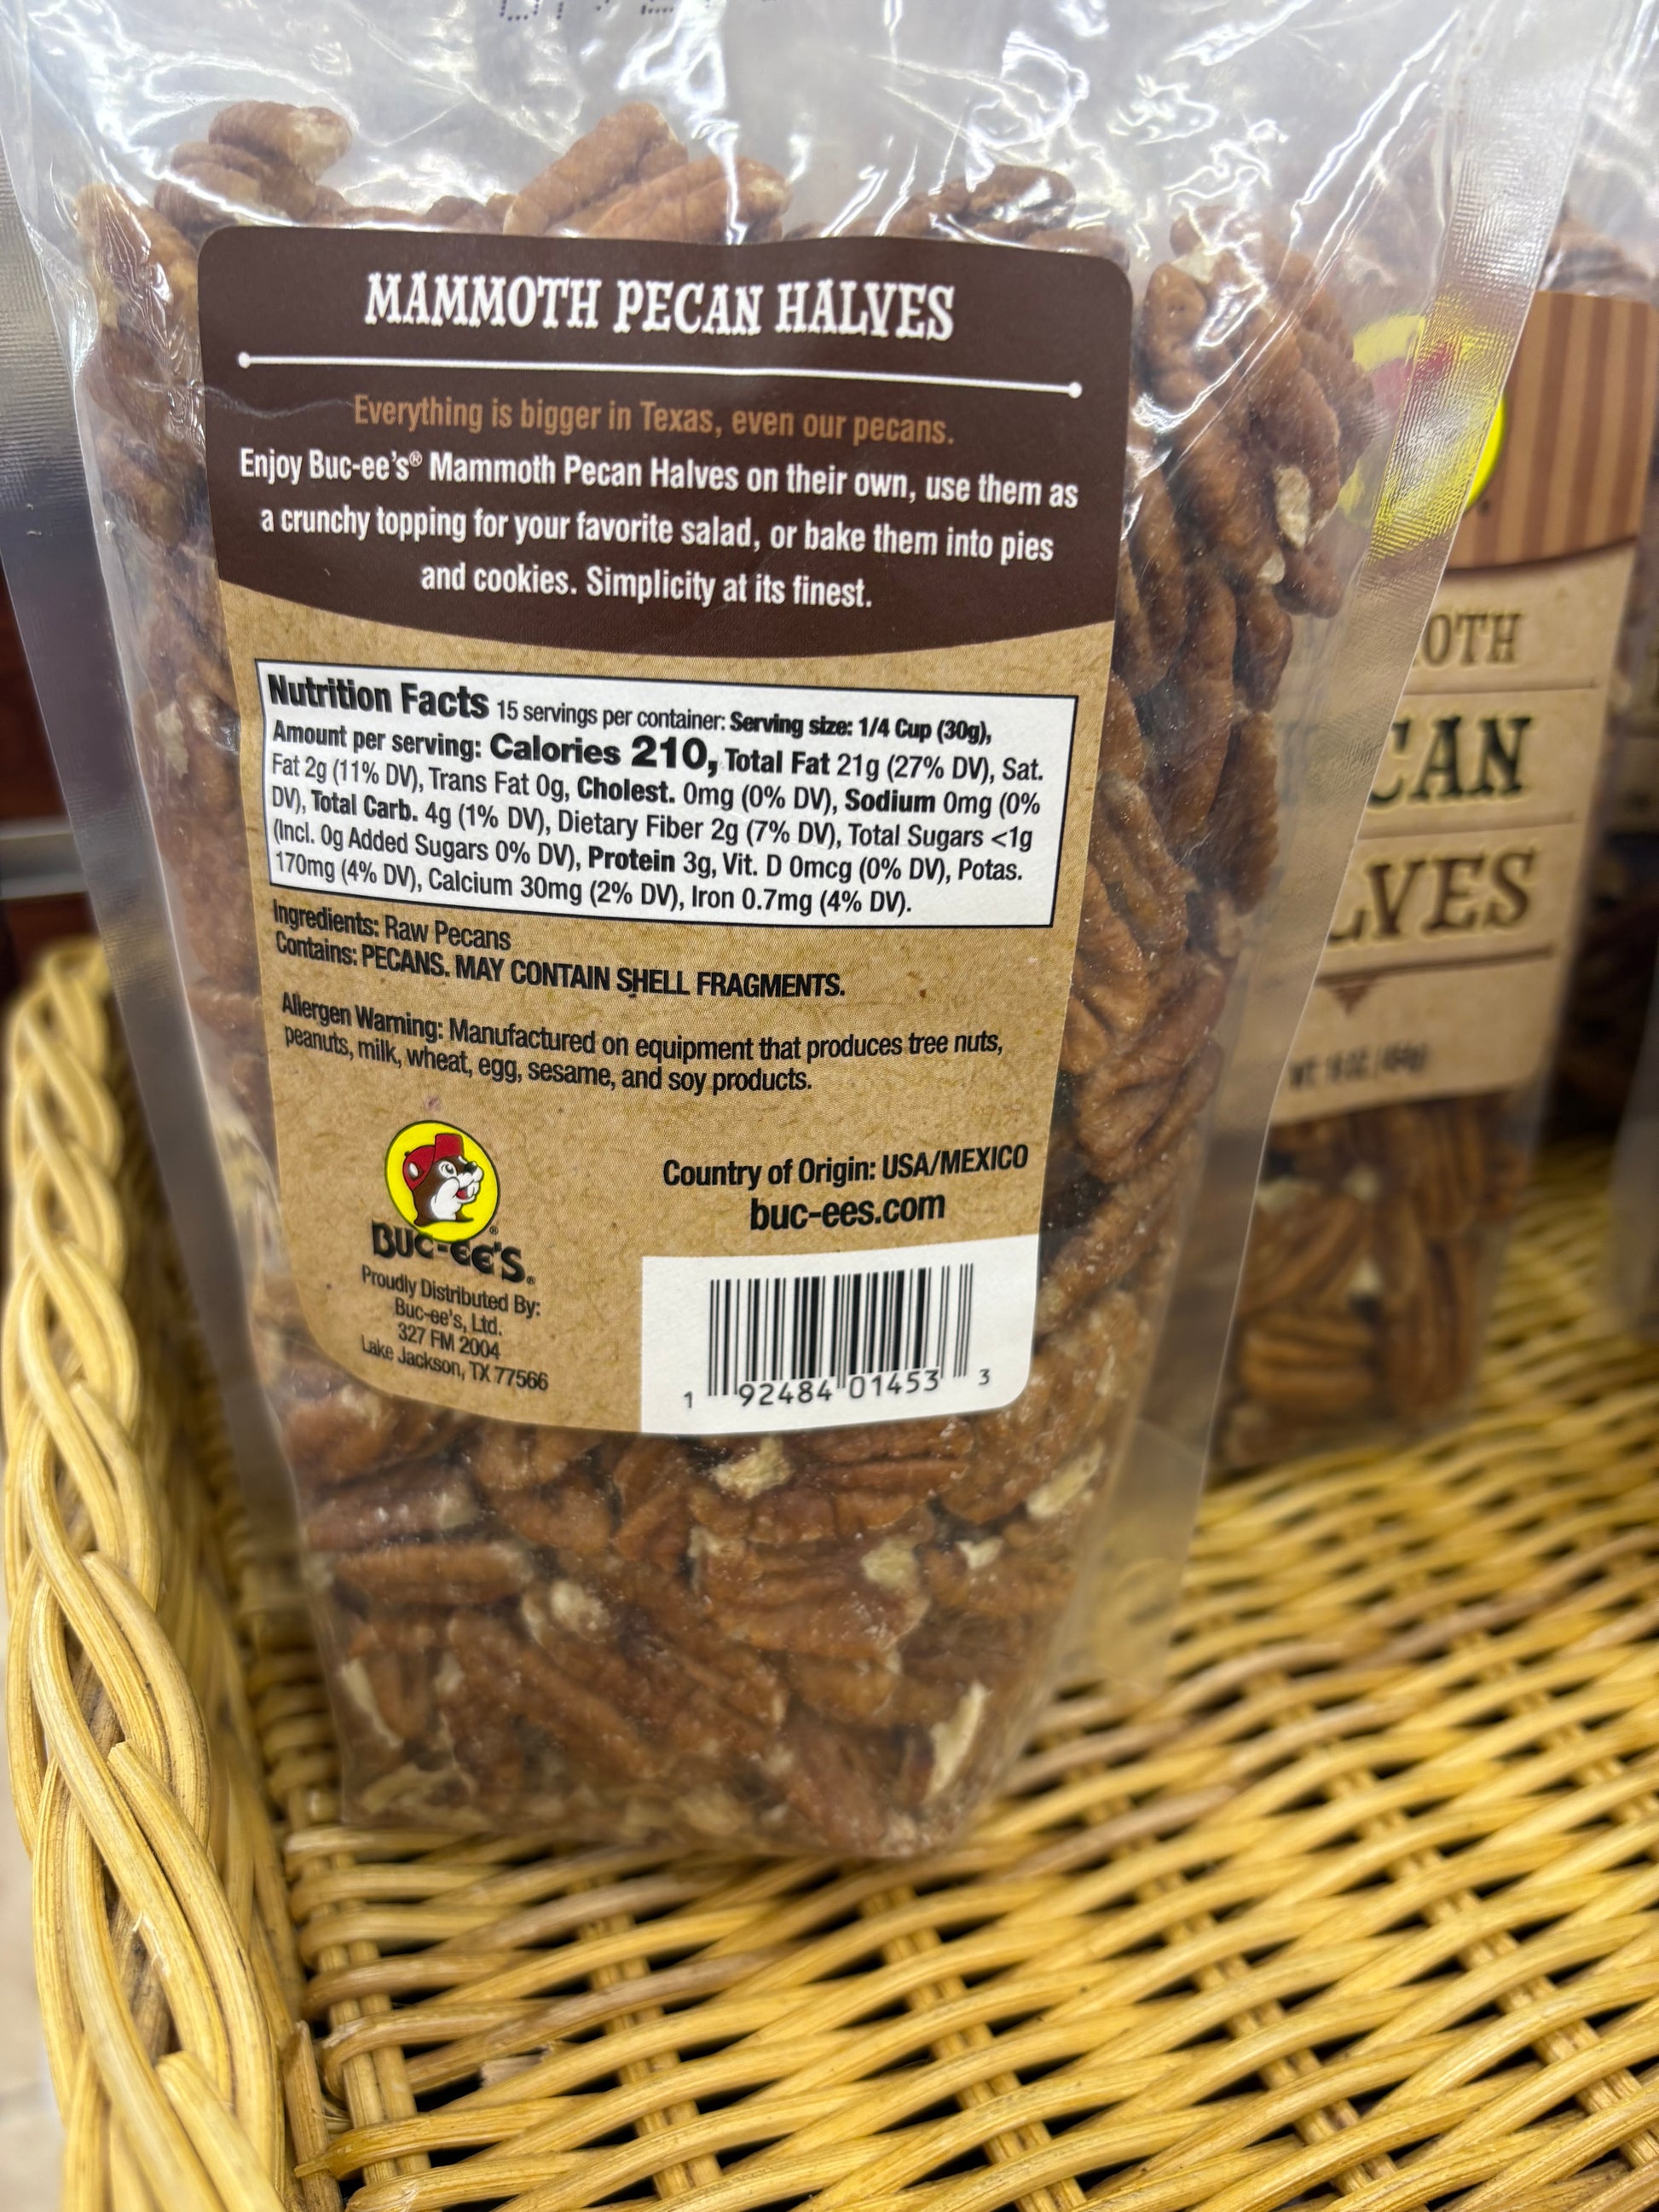 MAMMOTH PECAN HALVES
Everything is bigger in Texas, even our pecans.
Enjoy Buc-ee's® Mammoth Pecan Halves on their own, use them as
a crunchy topping for your favorite salad, or bake them into pies
and cookies. Simplicity at its finest.
Nutrition Facts 15 servings per container: Serving size: 1/4 Cup (30g),
Amount per serving: Calories 210, Total Fat 21g (27% DV), Sat.
Fat 2g (11% DV), Trans Fat 0g, Cholest. 0mg (0% DV), Sodium 0mg (0%
DV), Total Carb. 4g (1% DV), Dietary Fiber 2g (7% DV), Total Sugars <1g
(Incl. 0g Added Sugars 0% DV), Protein 3g, Vit. D 0mcg (0% DV), Potas.
170mg (4% DV), Calcium 30mg (2% DV), Iron 0.7mg (4% DV).
Ingredients: Raw Pecans
Contains: PECANS. MAY CONTAIN SHELL FRAGMENTS.
Allergen Warning: Manufactured on equipment that produces tree nuts,
peanuts, milk, wheat, egg, sesame, and soy products.
BUC-EE'S®
Proudly Distributed By:
Buc-ee's, Ltd.
327 FM 2004
Lake Jackson, TX 77566
Country of Origin: USA/MEXICO
buc-ees.com
1 92484 01453 3
OTH
CAN
LVES